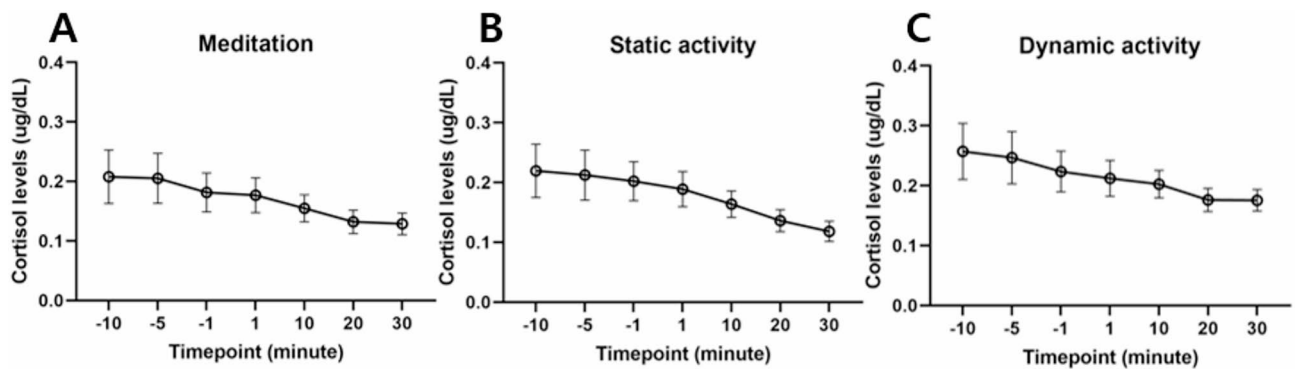 A
Meditation
Cortisol levels (ug/dL)
0.4
0.3
0.2
0.1
0.0
-10 -5 -1 1 10 20 30
Timepoint (minute)
B
Static activity
Cortisol levels (ug/dL)
0.4
0.3
0.2
0.1
0.0
-10 -5 -1 1 10 20 30
Timepoint (minute)
C
Dynamic activity
Cortisol levels (ug/dL)
0.4
0.3
0.2
0.1
0.0
-10 -5 -1 1 10 20 30
Timepoint (minute)